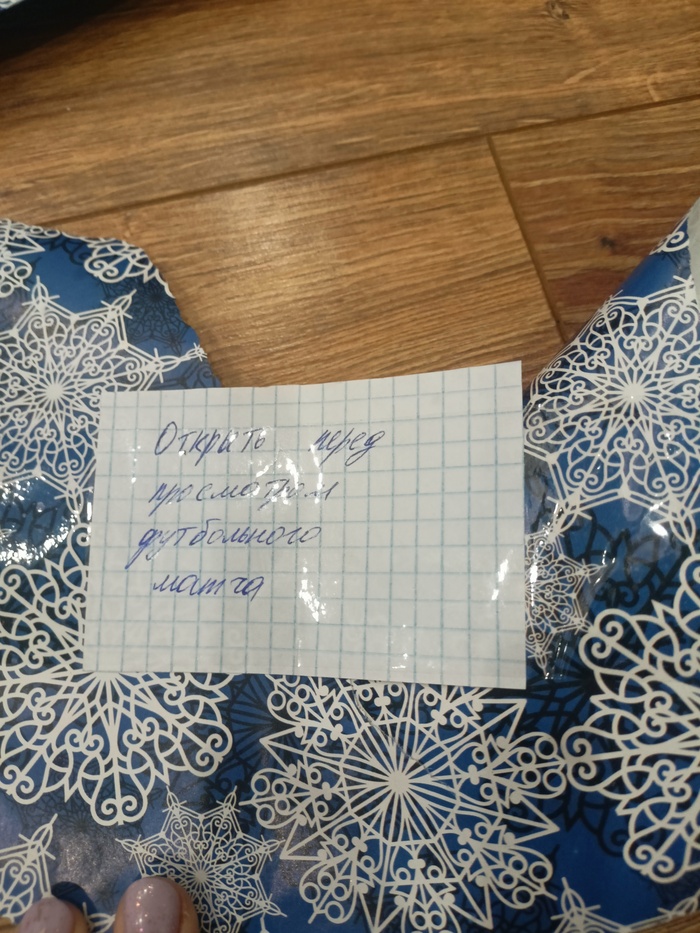 Открыть перед
просмотром
футбольного
матча